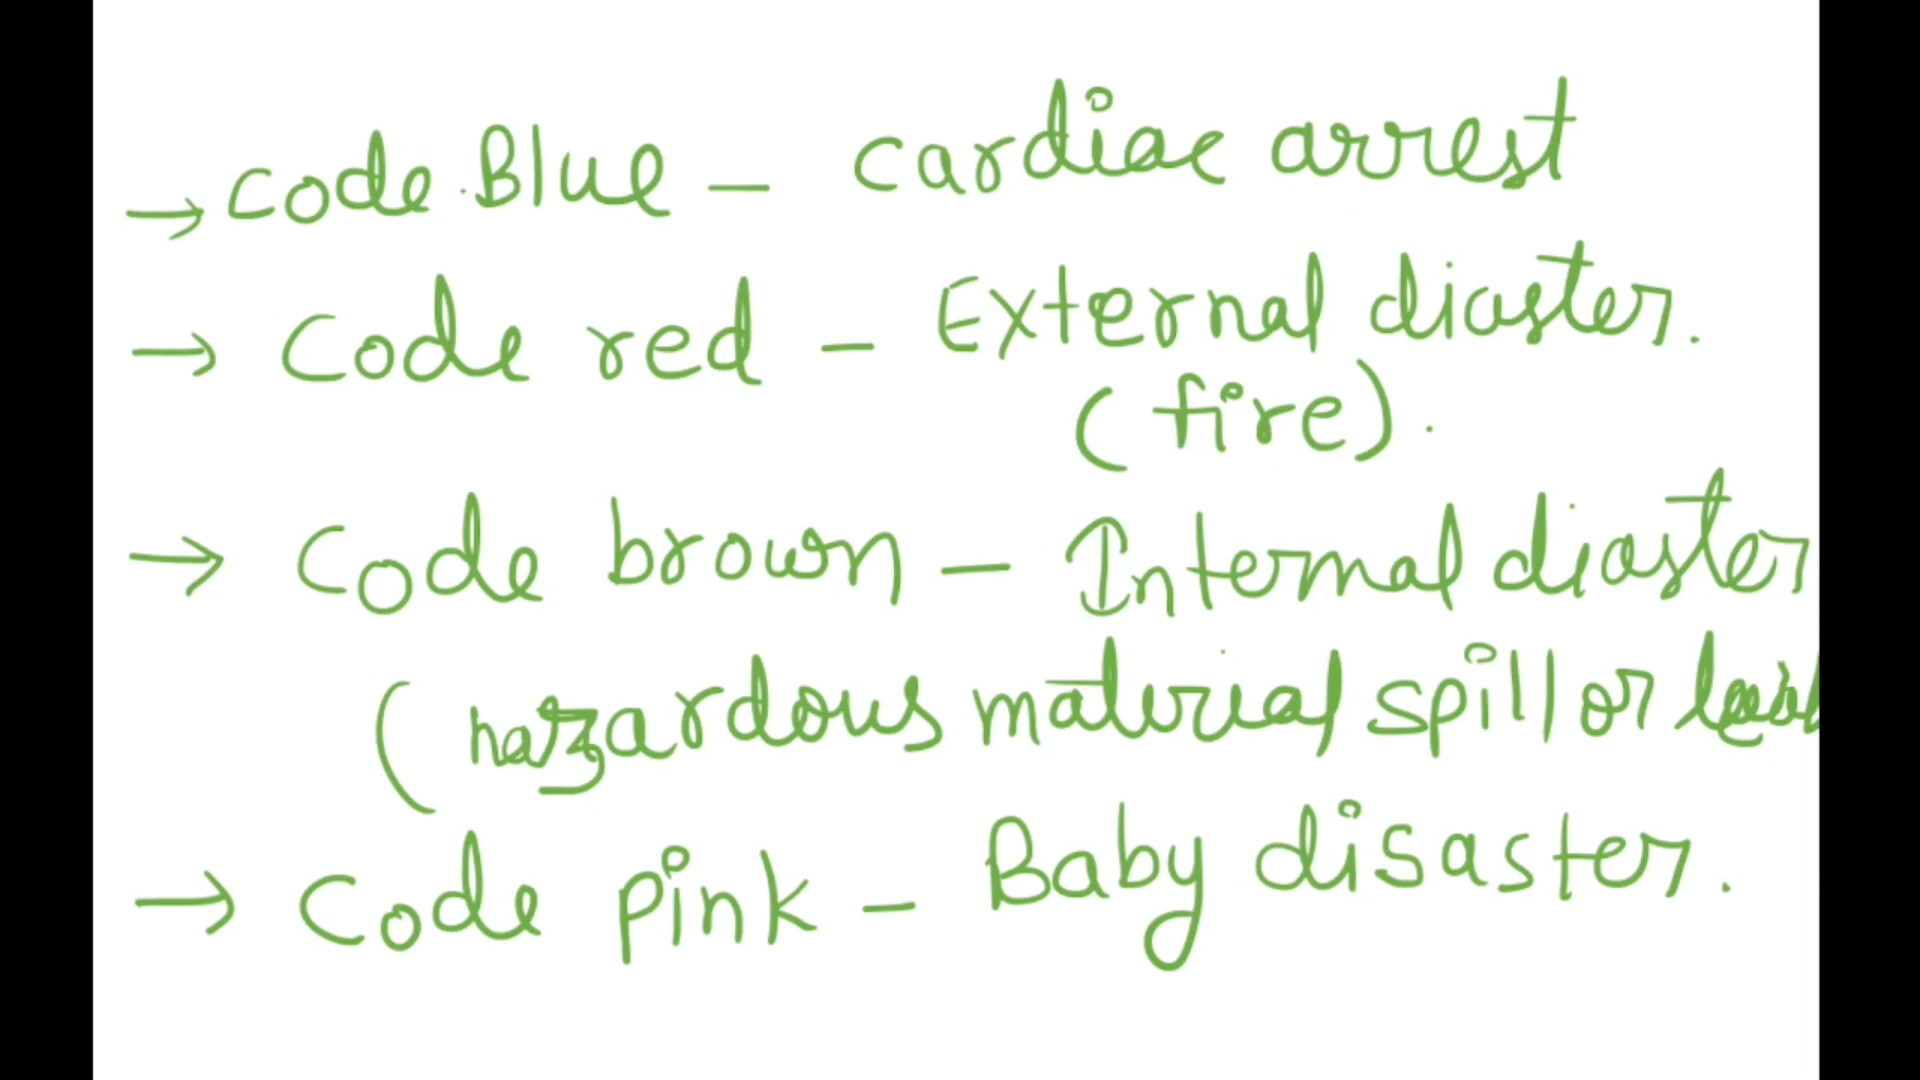 → code Blue - cardiac arrest
→ Code red - External diaster.
(fire).
→ Code brown - Internal diaster
(hazardous material spill or
→ Code pink - Baby disaster.